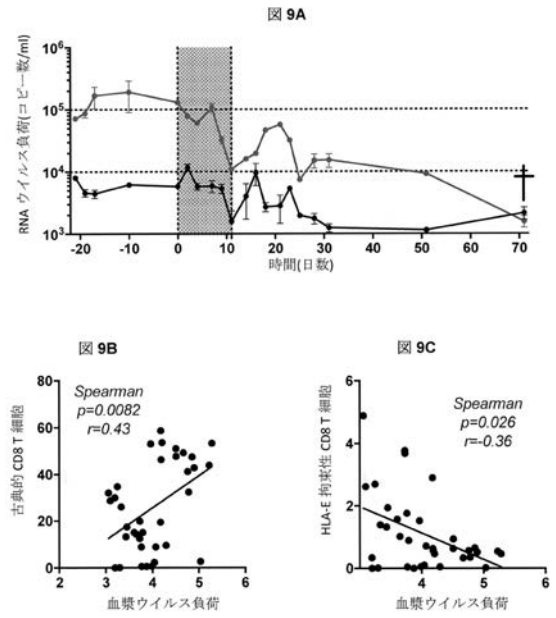 図 9A
RNA ウイルス負荷(コピー数/ml)
10⁶
10⁵
10⁴
10³
-20 -10 0 10 20 30 40 50 60 70
時間(日数)
図 9B
古典的 CD8 T 細胞
80
60
40
20
0
Spearman
p=0.0082
r=0.43
2 3 4 5 6
血漿ウイルス負荷
図 9C
HLA-E 拘束性 CD8 T 細胞
6
4
2
0
Spearman
p=0.026
r=-0.36
3 4 5 6
血漿ウイルス負荷